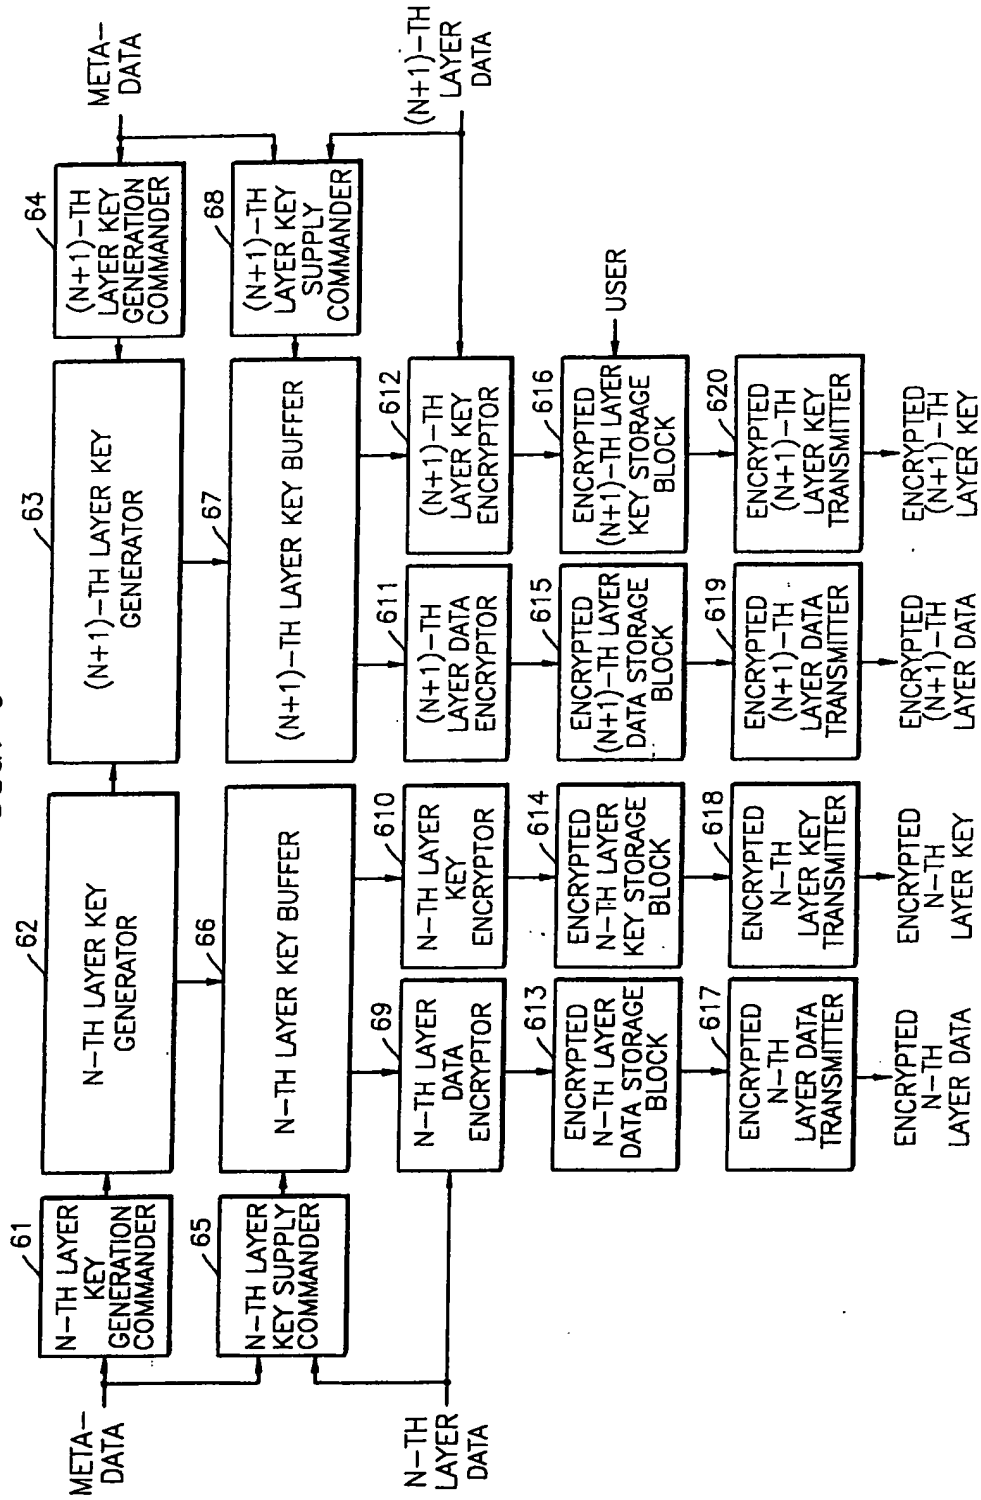 META-
DATA
61
N-TH LAYER
KEY
GENERATION
COMMANDER
62
N-TH LAYER KEY
GENERATOR
63
(N+1)-TH LAYER KEY
GENERATOR
64
(N+1)-TH
LAYER KEY
GENERATION
COMMANDER
META-
DATA
65
N-TH LAYER
KEY SUPPLY
COMMANDER
66
N-TH LAYER KEY BUFFER
67
(N+1)-TH LAYER KEY BUFFER
68
(N+1)-TH
LAYER KEY
SUPPLY
COMMANDER
N-TH
LAYER
DATA
69
N-TH LAYER
DATA
ENCRYPTOR
610
N-TH LAYER
KEY
ENCRYPTOR
611
(N+1)-TH
LAYER DATA
ENCRYPTOR
612
(N+1)-TH
LAYER KEY
ENCRYPTOR
(N+1)-TH
LAYER
DATA
613
ENCRYPTED
N-TH LAYER
DATA STORAGE
BLOCK
614
ENCRYPTED
N-TH LAYER
KEY STORAGE
BLOCK
615
ENCRYPTED
(N+1)-TH LAYER
DATA STORAGE
BLOCK
616
ENCRYPTED
(N+1)-TH LAYER
KEY STORAGE
BLOCK
USER
617
ENCRYPTED
N-TH
LAYER DATA
TRANSMITTER
618
ENCRYPTED
N-TH
LAYER KEY
TRANSMITTER
619
ENCRYPTED
(N+1)-TH
LAYER DATA
TRANSMITTER
620
ENCRYPTED
(N+1)-TH
LAYER KEY
TRANSMITTER
ENCRYPTED
N-TH
LAYER DATA
ENCRYPTED
N-TH
LAYER KEY
ENCRYPTED
(N+1)-TH
LAYER DATA
ENCRYPTED
(N+1)-TH
LAYER KEY